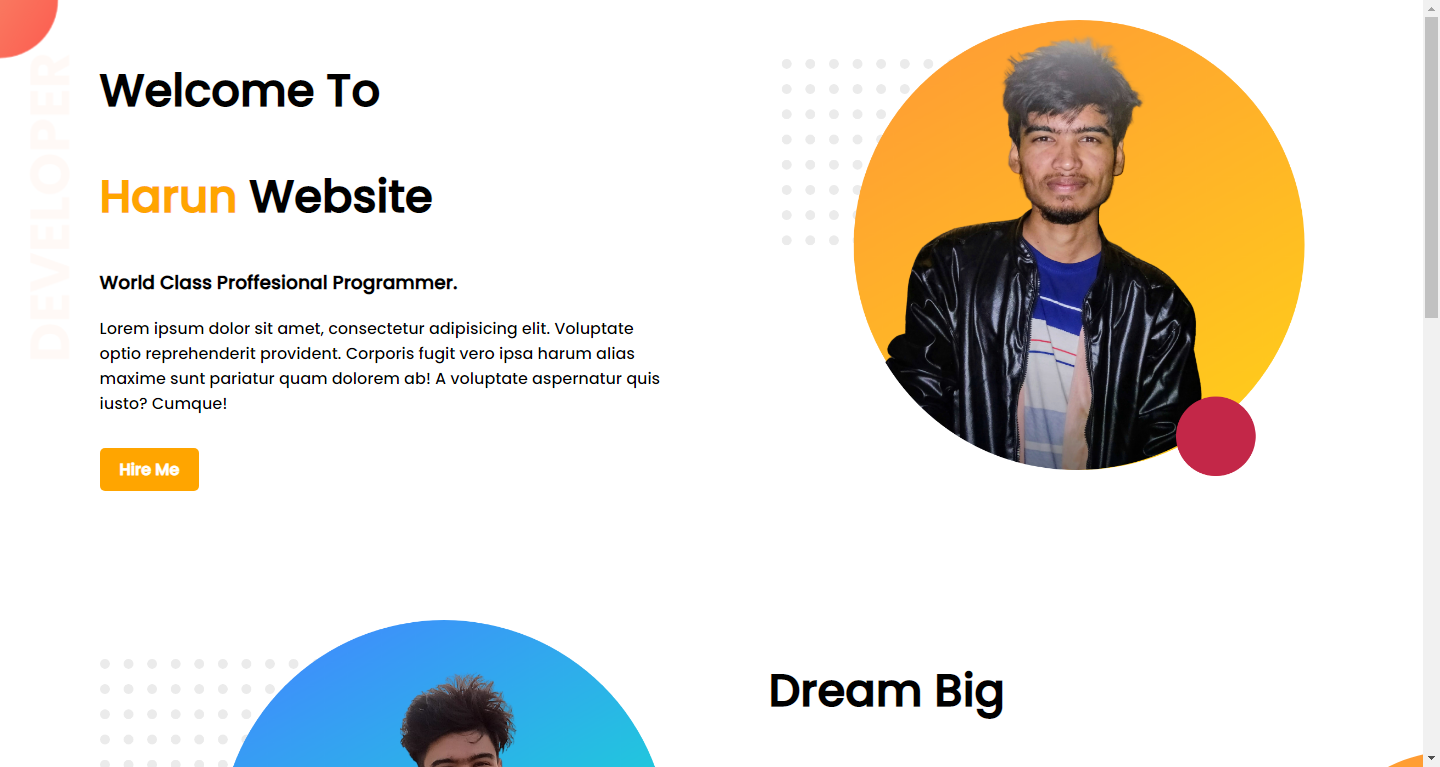 DEVELOPER
Welcome To
Harun Website
World Class Proffesional Programmer.
Lorem ipsum dolor sit amet, consectetur adipisicing elit. Voluptate
optio reprehenderit provident. Corporis fugit vero ipsa harum alias
maxime sunt pariatur quam dolorem ab! A voluptate aspernatur quis
iusto? Cumque!
Hire Me
Dream Big